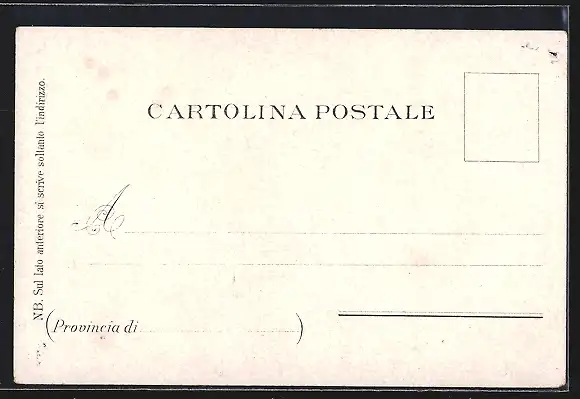 CARTOLINA POSTALE
A
(Provincia di )
NB. Sul lato anteriore si scrive soltanto l'indirizzo.